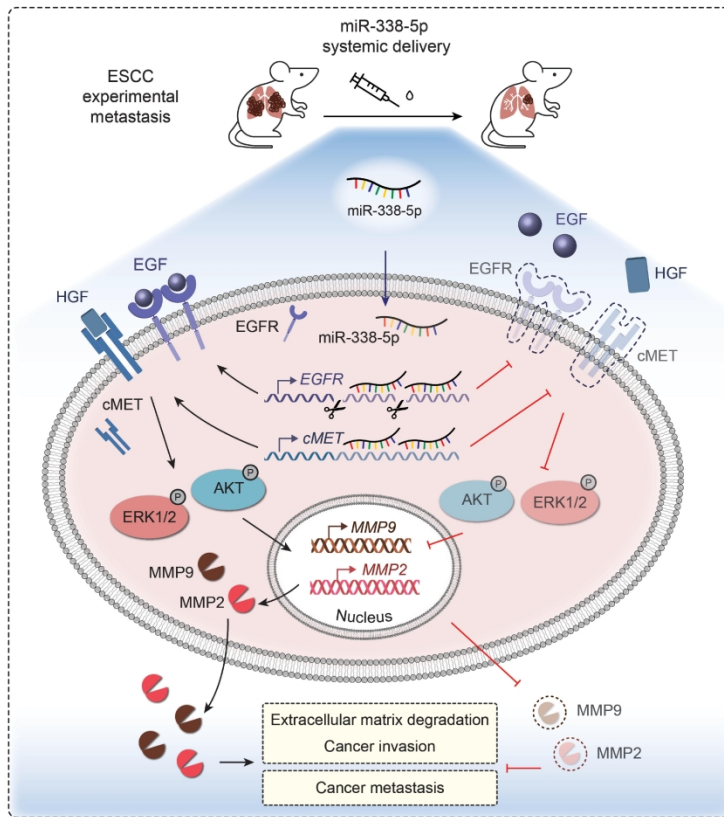 miR-338-5p
systemic delivery
ESCC
experimental
metastasis
miR-338-5p
EGF
EGF
EGFR
HGF
HGF
EGFR
miR-338-5p
cMET
EGFR
cMET
cMET
P
P
P
P
AKT
ERK1/2
AKT
ERK1/2
MMP9
MMP2
Nucleus
MMP9
MMP2
Extracellular matrix degradation
Cancer invasion
Cancer metastasis
MMP9
MMP2